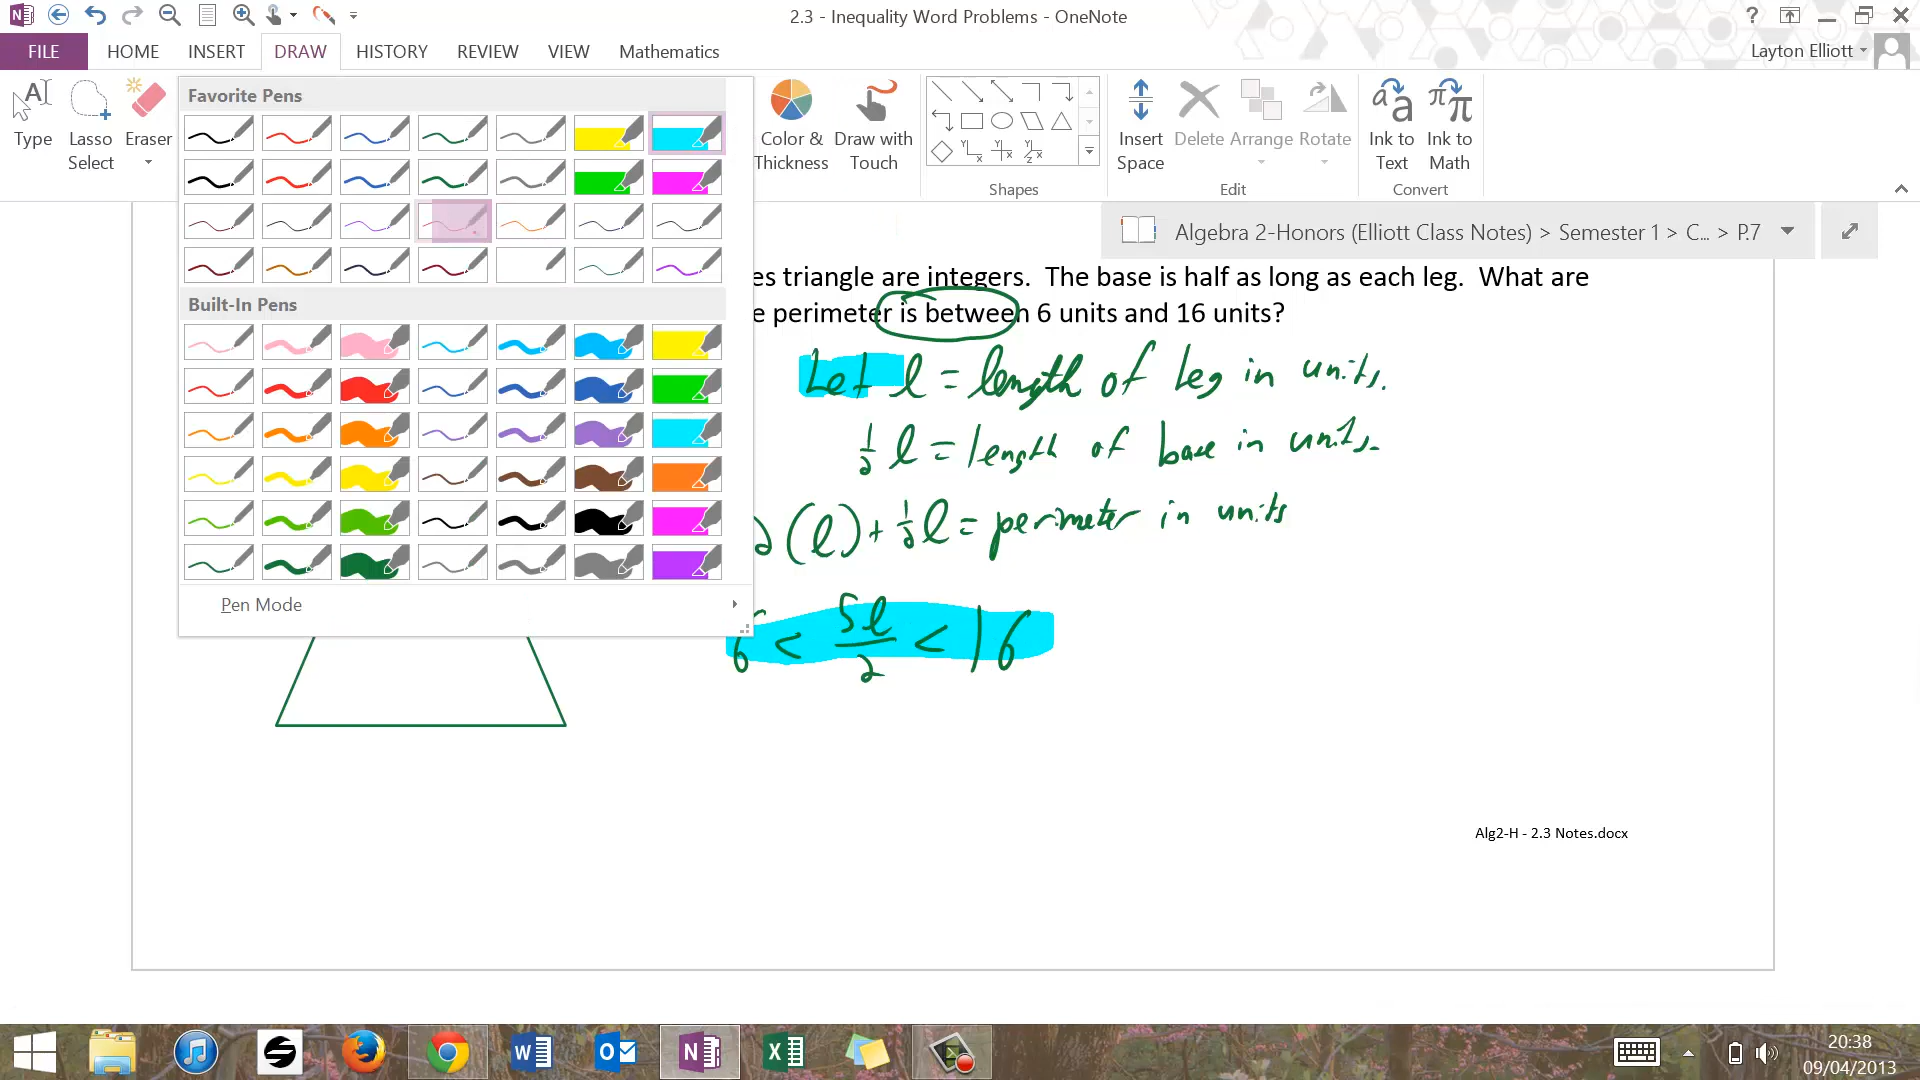 2.3 - Inequality Word Problems - OneNote
FILE HOME INSERT DRAW HISTORY REVIEW VIEW Mathematics
Layton Elliott
Type
Lasso Select
Eraser
Favorite Pens
Built-In Pens
Pen Mode
Color & Thickness
Draw with Touch
Shapes
Insert Space
Delete
Arrange
Rotate
Edit
Ink to Text
Ink to Math
Convert
Algebra 2-Honors (Elliott Class Notes) > Semester 1 > C... > P.7
es triangle are integers. The base is half as long as each leg. What are
e perimeter is between 6 units and 16 units?
Let l = length of leg in units.
1/2 l = length of base in units.
2(l) + 1/2 l = perimeter in units
6 < 5l/2 < 16
Alg2-H - 2.3 Notes.docx
20:38
09/04/2013